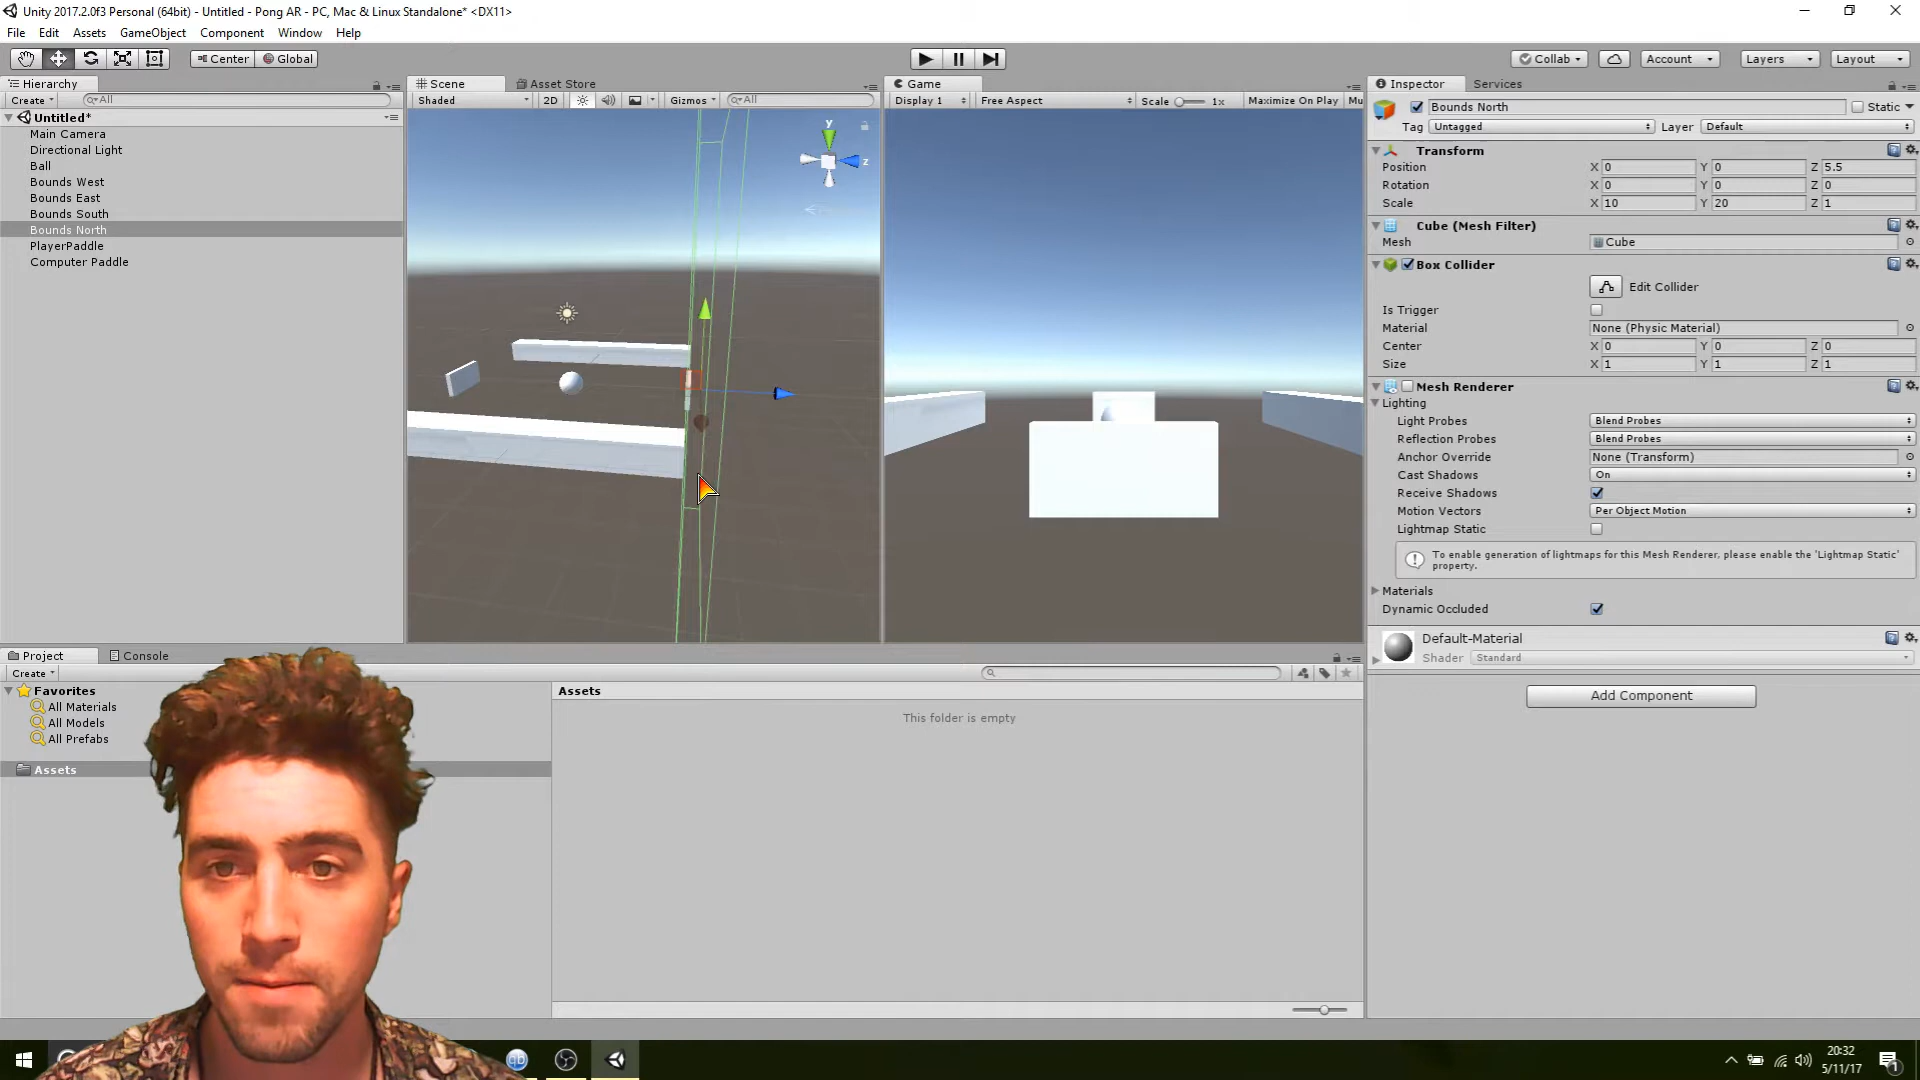 Unity 2017.2.0f3 Personal (64bit) - Untitled - Pong AR - PC, Mac & Linux Standalone* <DX11>
File Edit Assets GameObject Component Window Help
Center Global Collab Account Layers Layout
Hierarchy
Create All
Untitled*
Main Camera
Directional Light
Ball
Bounds West
Bounds East
Bounds South
Bounds North
PlayerPaddle
Computer Paddle
Scene Asset Store
Shaded 2D Gizmos All
y
z
Game
Display 1 Free Aspect Scale 1x Maximize On Play Mu
Inspector Services
Bounds North Static
Tag Untagged Layer Default
Transform
Position X 0 Y 0 Z 5.5
Rotation X 0 Y 0 Z 0
Scale X 10 Y 20 Z 1
Cube (Mesh Filter)
Mesh Cube
Box Collider
Edit Collider
Is Trigger
Material None (Physic Material)
Center X 0 Y 0 Z 0
Size X 1 Y 1 Z 1
Mesh Renderer
Lighting
Light Probes Blend Probes
Reflection Probes Blend Probes
Anchor Override None (Transform)
Cast Shadows On
Receive Shadows
Motion Vectors Per Object Motion
Lightmap Static
To enable generation of lightmaps for this Mesh Renderer, please enable the 'Lightmap Static'
property.
Materials
Dynamic Occluded
Default-Material
Shader Standard
Add Component
Project Console
Create
Favorites
All Materials
All Models
All Prefabs
Assets
Assets
This folder is empty
qb
20:32
5/11/17
1